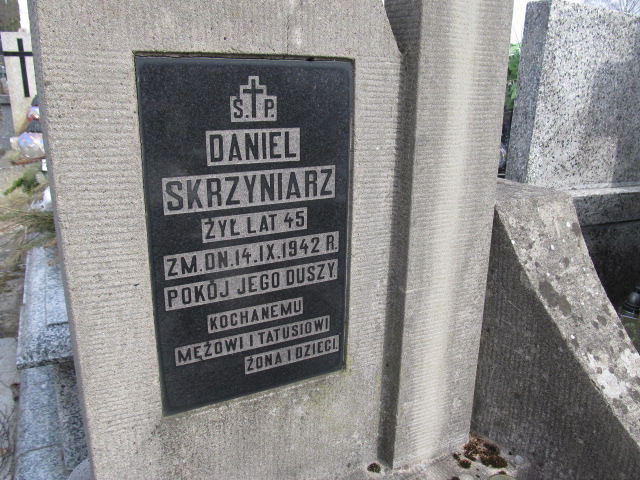 Ś.P.
DANIEL
SKRZYNIARZ
ŻYŁ LAT 45
ZM. DN. 14. IX. 1942 R.
POKÓJ JEGO DUSZY.
KOCHANEMU
MĘŻOWI I TATUSIOWI
ŻONA I DZIECI.